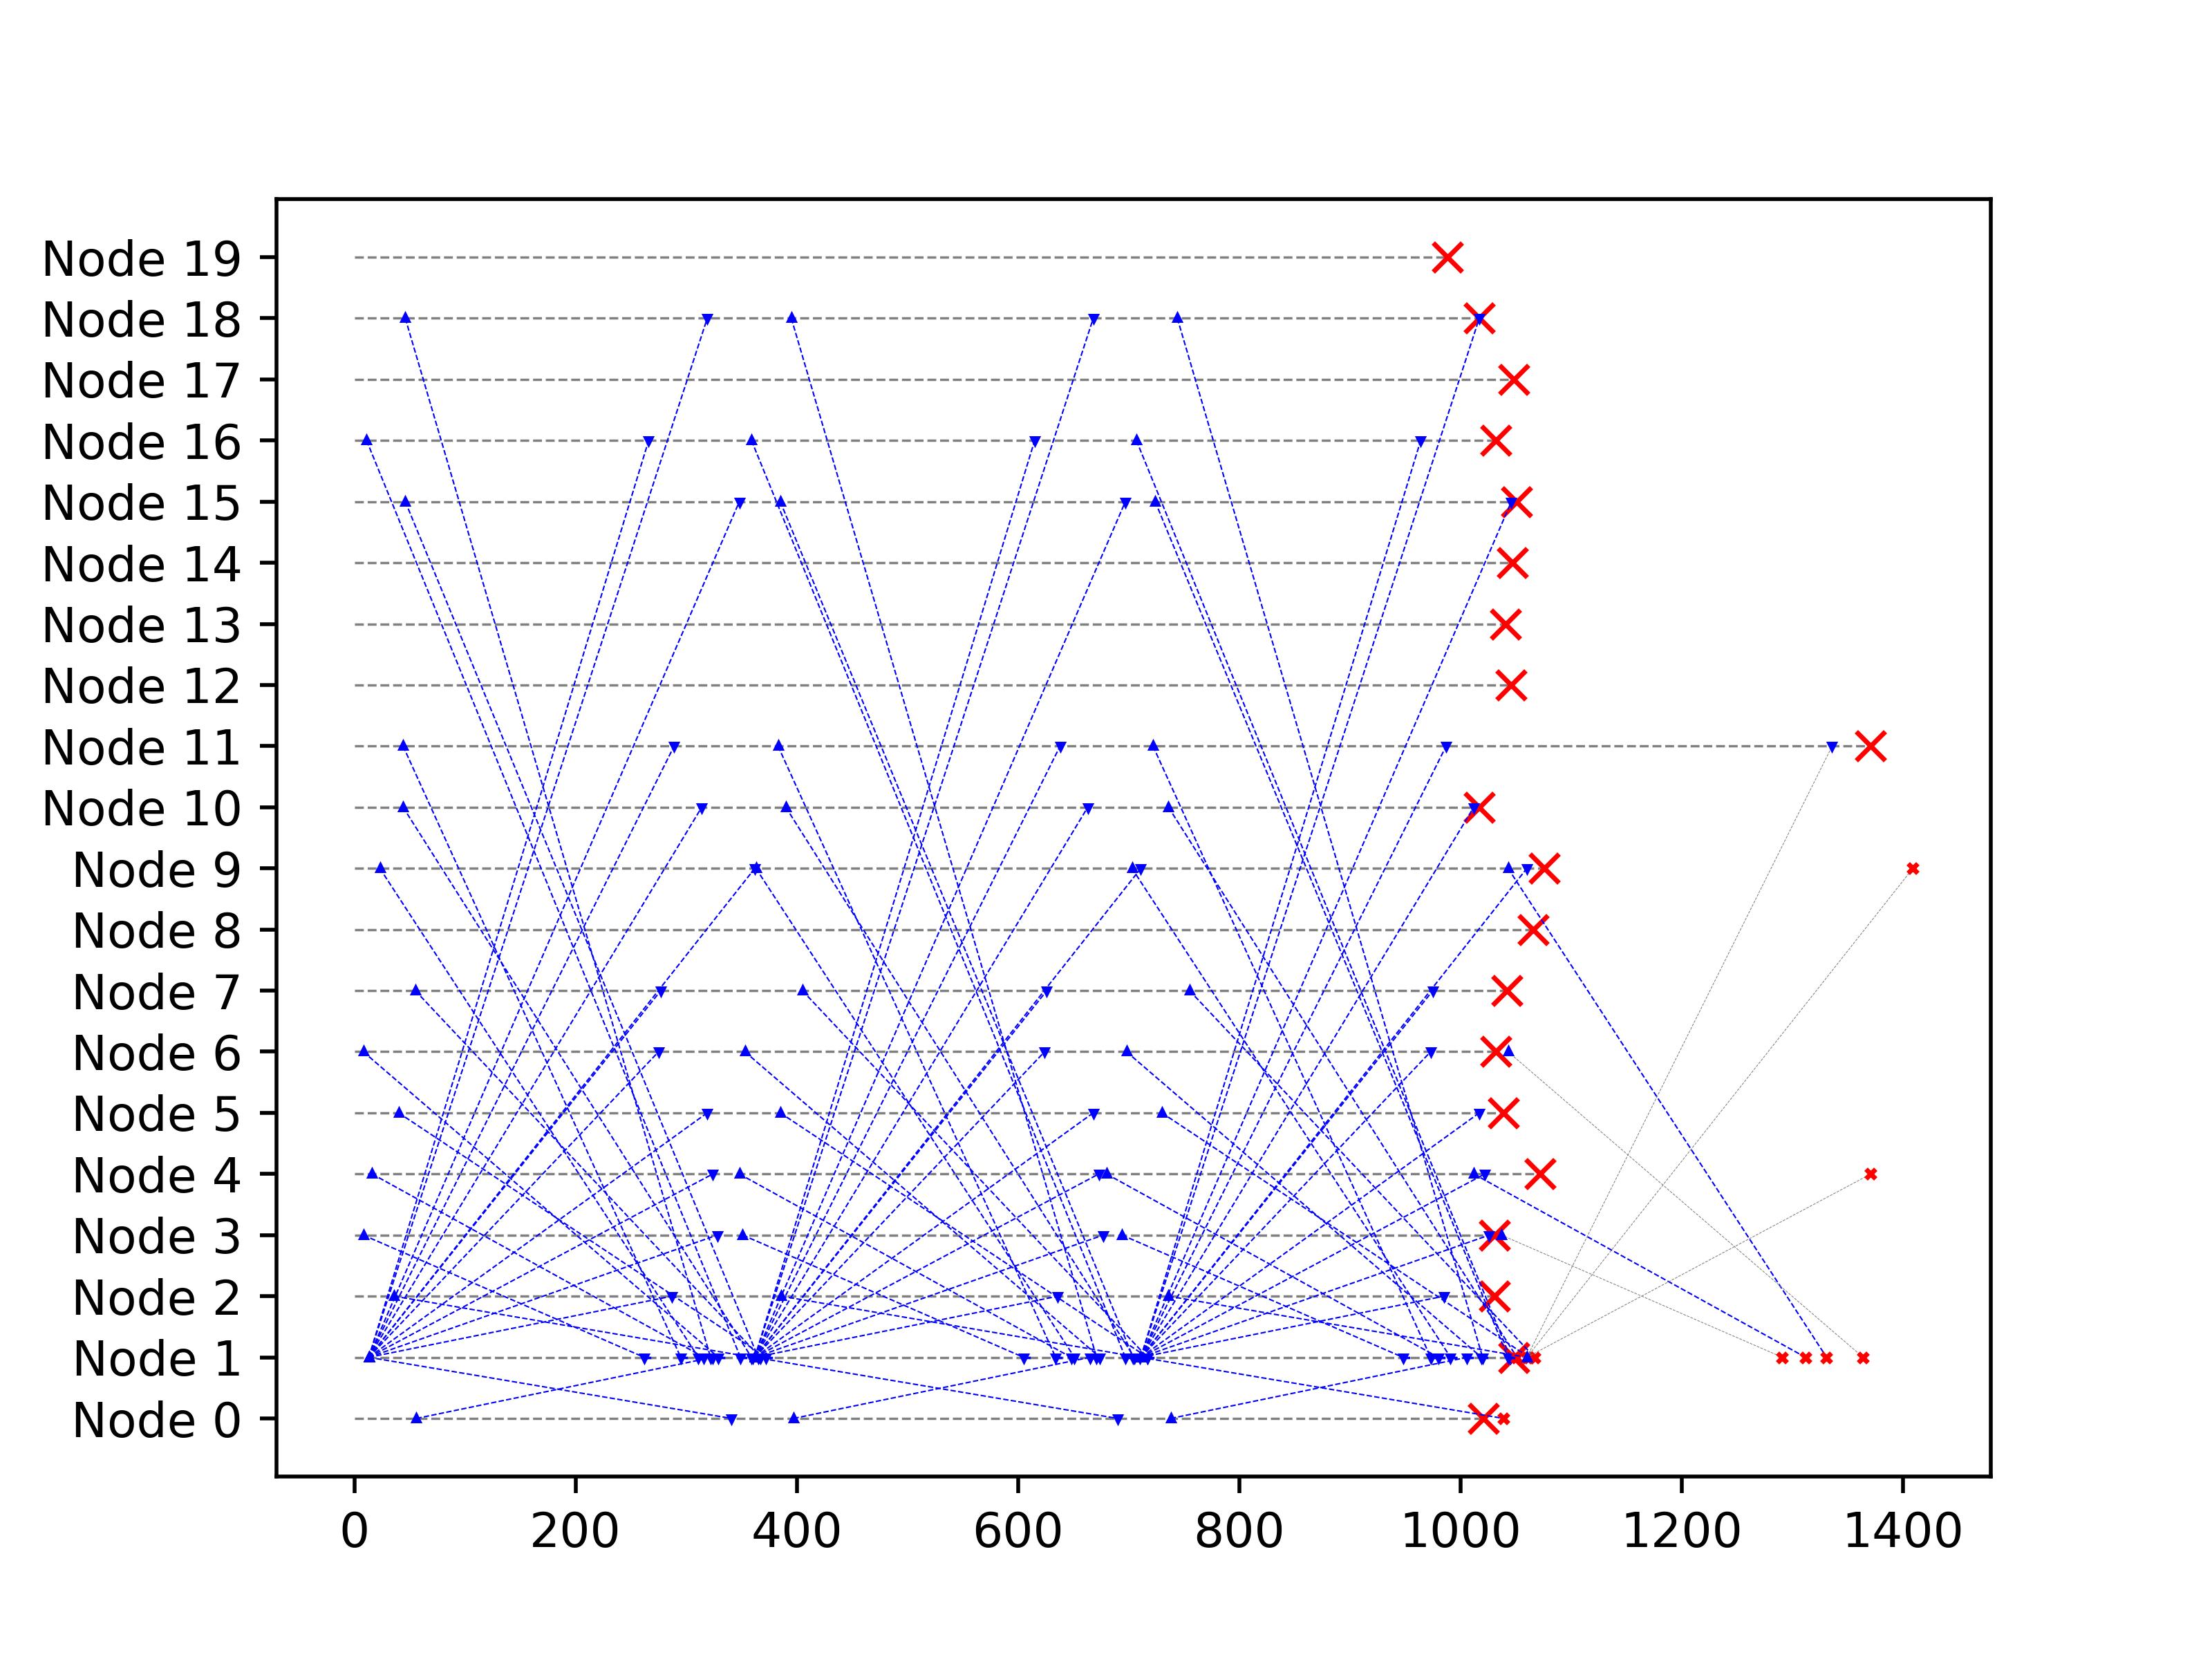 Node 19
Node 18
Node 17
Node 16
Node 15
Node 14
Node 13
Node 12
Node 11
Node 10
Node 9
Node 8
Node 7
Node 6
Node 5
Node 4
Node 3
Node 2
Node 1
Node 0
0 200 400 600 800 1000 1200 1400